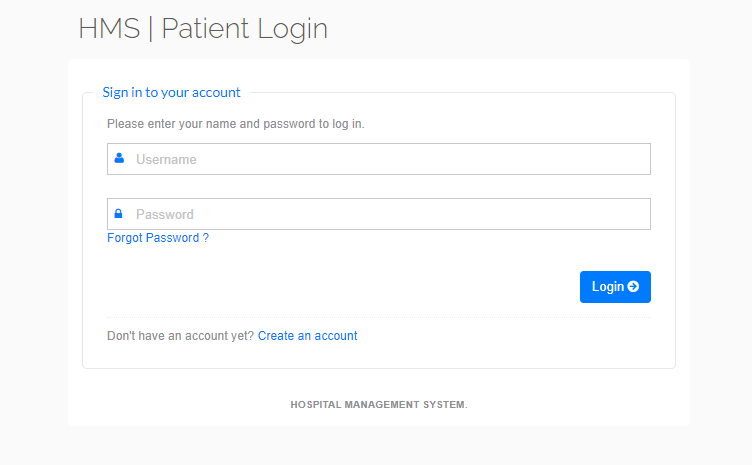 HMS | Patient Login
Sign in to your account
Please enter your name and password to log in.
Username
Password
Forgot Password ?
Login
Don't have an account yet? Create an account
HOSPITAL MANAGEMENT SYSTEM.